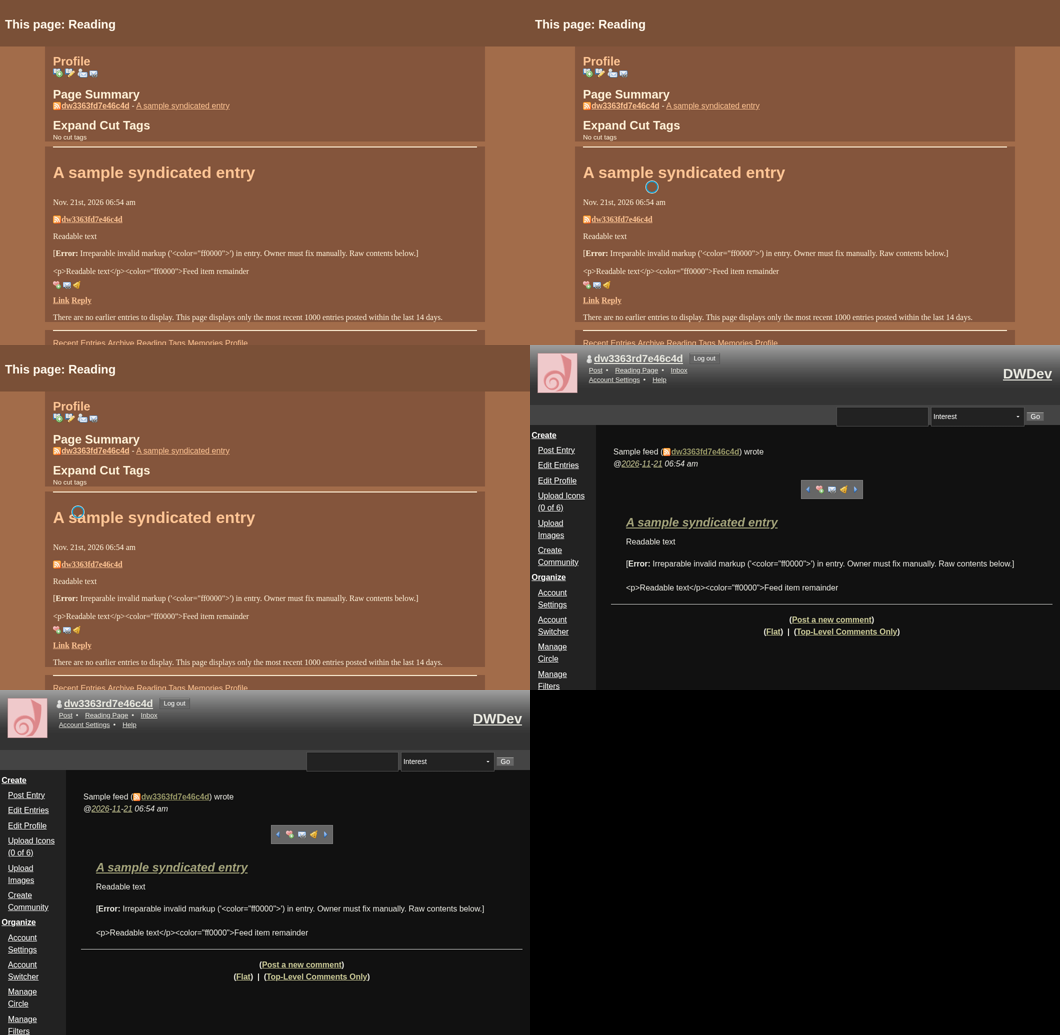 This page: Reading
Profile
Page Summary
dw3363fd7e46c4d - A sample syndicated entry
Expand Cut Tags
No cut tags
A sample syndicated entry
Nov. 21st, 2026 06:54 am
dw3363fd7e46c4d
Readable text
[Error: Irreparable invalid markup ('<color="ff0000">') in entry. Owner must fix manually. Raw contents below.]
<p>Readable text</p><color="ff0000">Feed item remainder
Link Reply
There are no earlier entries to display. This page displays only the most recent 1000 entries posted within the last 14 days.
Recent Entries Archive Reading Tags Memories Profile
This page: Reading
Profile
Page Summary
dw3363fd7e46c4d - A sample syndicated entry
Expand Cut Tags
No cut tags
A sample syndicated entry
Nov. 21st, 2026 06:54 am
dw3363fd7e46c4d
Readable text
[Error: Irreparable invalid markup ('<color="ff0000">') in entry. Owner must fix manually. Raw contents below.]
<p>Readable text</p><color="ff0000">Feed item remainder
Link Reply
There are no earlier entries to display. This page displays only the most recent 1000 entries posted within the last 14 days.
Recent Entries Archive Reading Tags Memories Profile
This page: Reading
Profile
Page Summary
dw3363fd7e46c4d - A sample syndicated entry
Expand Cut Tags
No cut tags
A sample syndicated entry
Nov. 21st, 2026 06:54 am
dw3363fd7e46c4d
Readable text
[Error: Irreparable invalid markup ('<color="ff0000">') in entry. Owner must fix manually. Raw contents below.]
<p>Readable text</p><color="ff0000">Feed item remainder
Link Reply
There are no earlier entries to display. This page displays only the most recent 1000 entries posted within the last 14 days.
Recent Entries Archive Reading Tags Memories Profile
dw3363rd7e46c4d Log out
Post • Reading Page • Inbox
Account Settings • Help
DWDev
Interest Go
Create
Post Entry
Edit Entries
Edit Profile
Upload Icons
(0 of 6)
Upload
Images
Create
Community
Organize
Account
Settings
Account
Switcher
Manage
Circle
Manage
Filters
Sample feed (dw3363fd7e46c4d) wrote
@2026-11-21 06:54 am
A sample syndicated entry
Readable text
[Error: Irreparable invalid markup ('<color="ff0000">') in entry. Owner must fix manually. Raw contents below.]
<p>Readable text</p><color="ff0000">Feed item remainder
(Post a new comment)
(Flat) | (Top-Level Comments Only)
dw3363rd7e46c4d Log out
Post • Reading Page • Inbox
Account Settings • Help
DWDev
Interest Go
Create
Post Entry
Edit Entries
Edit Profile
Upload Icons
(0 of 6)
Upload
Images
Create
Community
Organize
Account
Settings
Account
Switcher
Manage
Circle
Manage
Filters
Sample feed (dw3363fd7e46c4d) wrote
@2026-11-21 06:54 am
A sample syndicated entry
Readable text
[Error: Irreparable invalid markup ('<color="ff0000">') in entry. Owner must fix manually. Raw contents below.]
<p>Readable text</p><color="ff0000">Feed item remainder
(Post a new comment)
(Flat) | (Top-Level Comments Only)